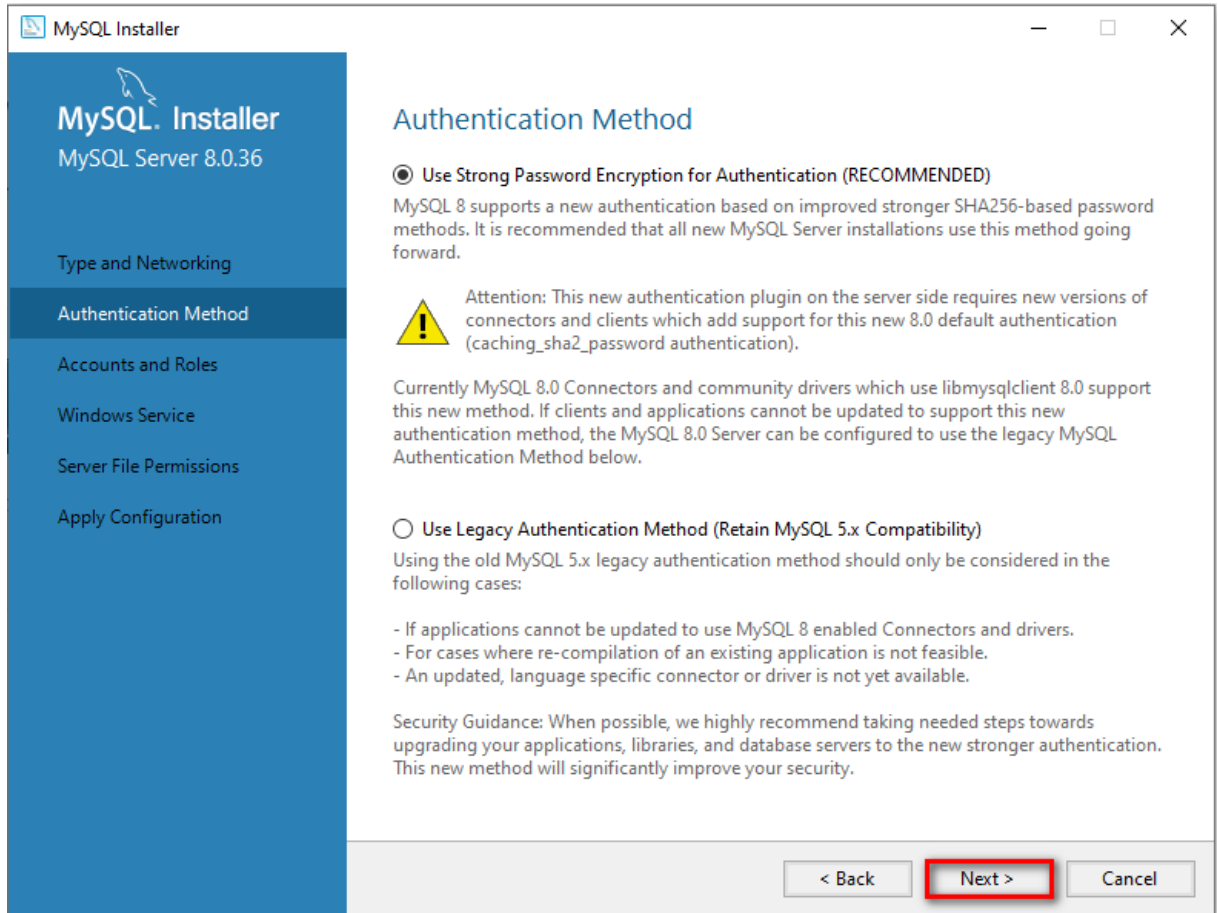 MySQL Installer
MySQL. Installer
MySQL Server 8.0.36
Type and Networking
Authentication Method
Accounts and Roles
Windows Service
Server File Permissions
Apply Configuration
Authentication Method
Use Strong Password Encryption for Authentication (RECOMMENDED)
MySQL 8 supports a new authentication based on improved stronger SHA256-based password
methods. It is recommended that all new MySQL Server installations use this method going
forward.
Attention: This new authentication plugin on the server side requires new versions of
connectors and clients which add support for this new 8.0 default authentication
(caching_sha2_password authentication).
Currently MySQL 8.0 Connectors and community drivers which use libmysqlclient 8.0 support
this new method. If clients and applications cannot be updated to support this new
authentication method, the MySQL 8.0 Server can be configured to use the legacy MySQL
Authentication Method below.
Use Legacy Authentication Method (Retain MySQL 5.x Compatibility)
Using the old MySQL 5.x legacy authentication method should only be considered in the
following cases:
- If applications cannot be updated to use MySQL 8 enabled Connectors and drivers.
- For cases where re-compilation of an existing application is not feasible.
- An updated, language specific connector or driver is not yet available.
Security Guidance: When possible, we highly recommend taking needed steps towards
upgrading your applications, libraries, and database servers to the new stronger authentication.
This new method will significantly improve your security.
< Back
Next >
Cancel